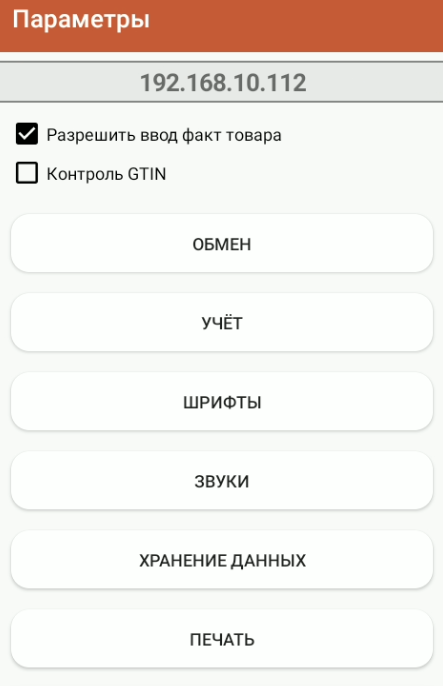 Параметры
192.168.10.112
Разрешить ввод факт товара
Контроль GTIN
ОБМЕН
УЧЁТ
ШРИФТЫ
ЗВУКИ
ХРАНЕНИЕ ДАННЫХ
ПЕЧАТЬ